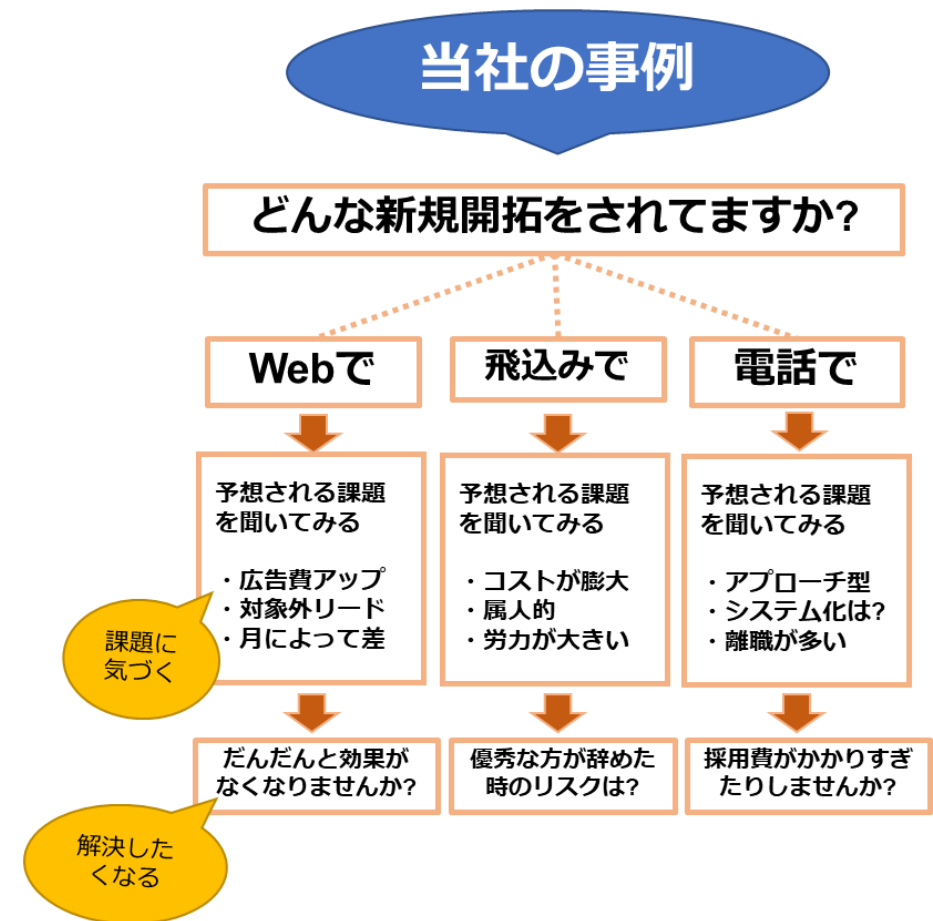 当社の事例
どんな新規開拓をされてますか?
Webで
飛込みで
電話で
予想される課題
を聞いてみる
・広告費アップ
・対象外リード
・月によって差
予想される課題
を聞いてみる
・コストが膨大
・属人的
・労力が大きい
予想される課題
を聞いてみる
・アプローチ型
・システム化は?
・離職が多い
課題に
気づく
だんだんと効果が
なくなりませんか?
優秀な方が辞めた
時のリスクは?
採用費がかかりすぎ
たりしませんか?
解決した
くなる